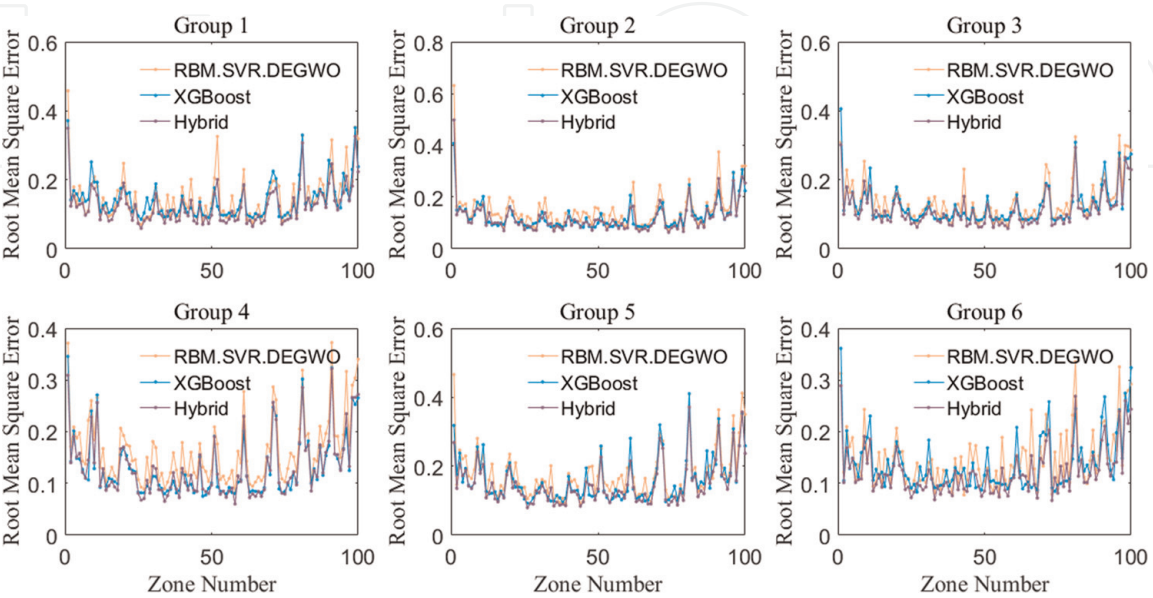 Group 1
Root Mean Square Error
0.6
0.4
0.2
0
RBM.SVR.DEGWO
XGBoost
Hybrid
0 50 100
Group 2
Root Mean Square Error
0.8
0.6
0.4
0.2
0
RBM.SVR.DEGWO
XGBoost
Hybrid
0 50 100
Group 3
Root Mean Square Error
0.6
0.4
0.2
0
RBM.SVR.DEGWO
XGBoost
Hybrid
0 50 100
Group 4
Root Mean Square Error
0.4
0.3
0.2
0.1
0
RBM.SVR.DEGWO
XGBoost
Hybrid
0 50 100
Zone Number
Group 5
Root Mean Square Error
0.6
0.4
0.2
0
RBM.SVR.DEGWO
XGBoost
Hybrid
0 50 100
Zone Number
Group 6
Root Mean Square Error
0.4
0.3
0.2
0.1
0
RBM.SVR.DEGWO
XGBoost
Hybrid
0 50 100
Zone Number